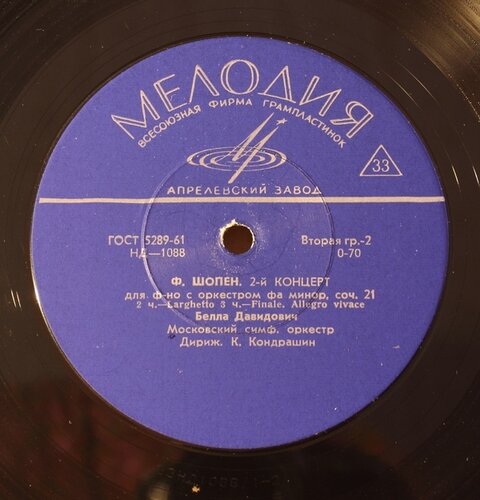 МЕЛОДИЯ
ВСЕСОЮЗНАЯ ФИРМА ГРАМПЛАСТИНОК
33
АПРЕЛЕВСКИЙ ЗАВОД
ГОСТ 5289-61
Вторая гр.-2
НД—1088
0-70
Ф. ШОПЕН. 2-й КОНЦЕРТ
для ф-но с оркестром фа минор, соч. 21
2 ч.—Larghetto 3 ч.—Finale. Allegro vivace
Белла Давидович
Московский симф. оркестр
Дириж. К. Кондрашин